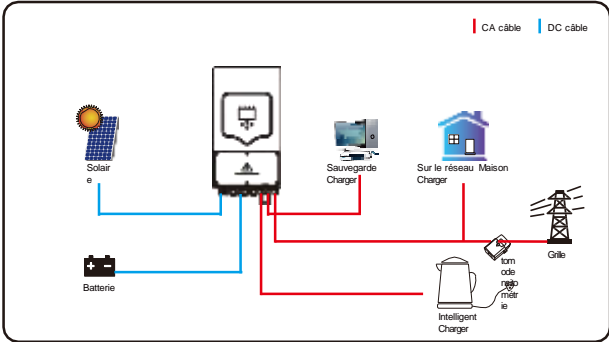 CA câble
DC câble
Solair
e
Sauvegarde
Charger
Sur le réseau Maison
Charger
Grille
tom
ode
métr
ie
Batterie
Intelligent
Charger